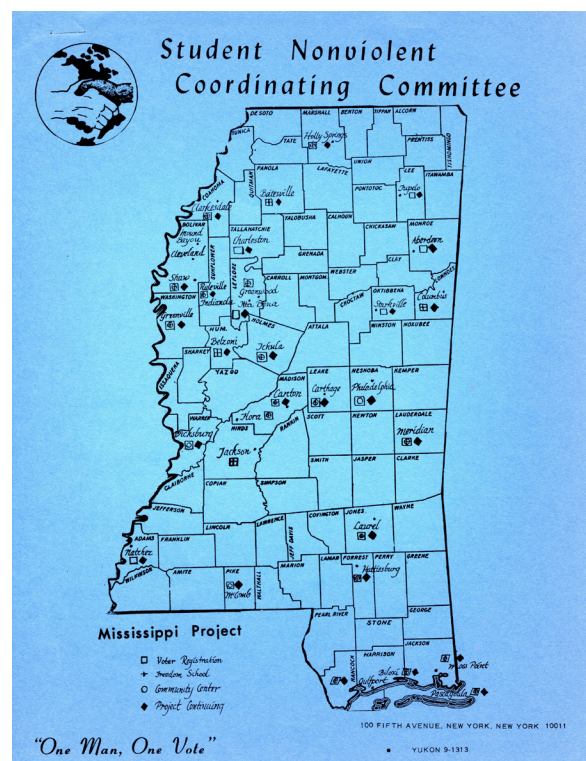 Student Nonviolent
Coordinating Committee
DE SOTO
MARSHALL
BENTON
TIPPAH
ALCORN
TUNICA
TATE
Holly Springs
PRENTISS
TISHOMINGO
COAHOMA
QUITMAN
PANOLA
LAFAYETTE
UNION
LEE
ITAWAMBA
Batesville
PONTOTOC
Tupelo
Clarksdale
BOLIVAR
Mound
Bayou
Cleveland
SUNFLOWER
TALLAHATCHIE
Charleston
YALOBUSHA
CALHOUN
CHICKASAW
MONROE
Aberdeen
GRENADA
CLAY
LEFLORE
Shaw
Ruleville
Indianola
Greenwood
CARROLL
MONTGOM.
WEBSTER
OKTIBBEHA
LOWNDES
WASHINGTON
Greenville
Itta Bena
CHOCTAW
Starkville
Columbus
HUM.
HOLMES
Belzoni
Tchula
ATTALA
WINSTON
NOXUBEE
SHARKEY
ISSAQUENA
YAZOO
MADISON
LEAKE
NESHOBA
KEMPER
Canton
Carthage
Philadelphia
WARREN
Vicksburg
Flora
HINDS
RANKIN
SCOTT
NEWTON
LAUDERDALE
Meridian
Jackson
SMITH
JASPER
CLARKE
CLAIBORNE
COPIAH
SIMPSON
JEFFERSON
LINCOLN
LAWRENCE
JEFF DAVIS
COVINGTON
JONES
WAYNE
Laurel
ADAMS
FRANKLIN
Natchez
WILKINSON
AMITE
PIKE
McComb
WALTHALL
MARION
LAMAR
FORREST
PERRY
GREENE
Hattiesburg
PEARL RIVER
STONE
GEORGE
JACKSON
HANCOCK
HARRISON
Gulfport
Biloxi
Moss Point
Pascagoula
Mississippi Project
Voter Registration
Freedom School
Community Center
Project Continuing
100 FIFTH AVENUE, NEW YORK, NEW YORK 10011
"One Man, One Vote"
YUKON 9-1313